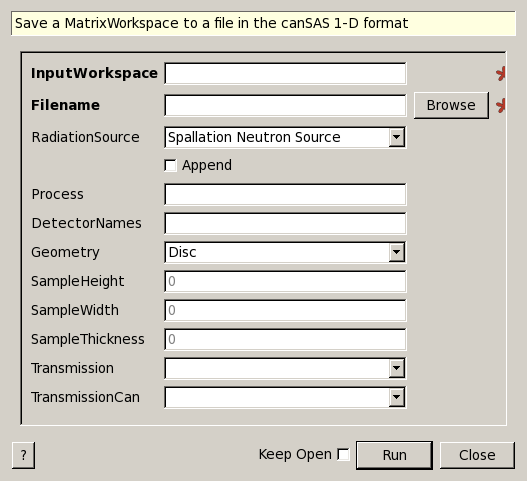 Save a MatrixWorkspace to a file in the canSAS 1-D format
InputWorkspace
Filename Browse
RadiationSource Spallation Neutron Source
Append
Process
DetectorNames
Geometry Disc
SampleHeight 0
SampleWidth 0
SampleThickness 0
Transmission
TransmissionCan
? Keep Open Run Close